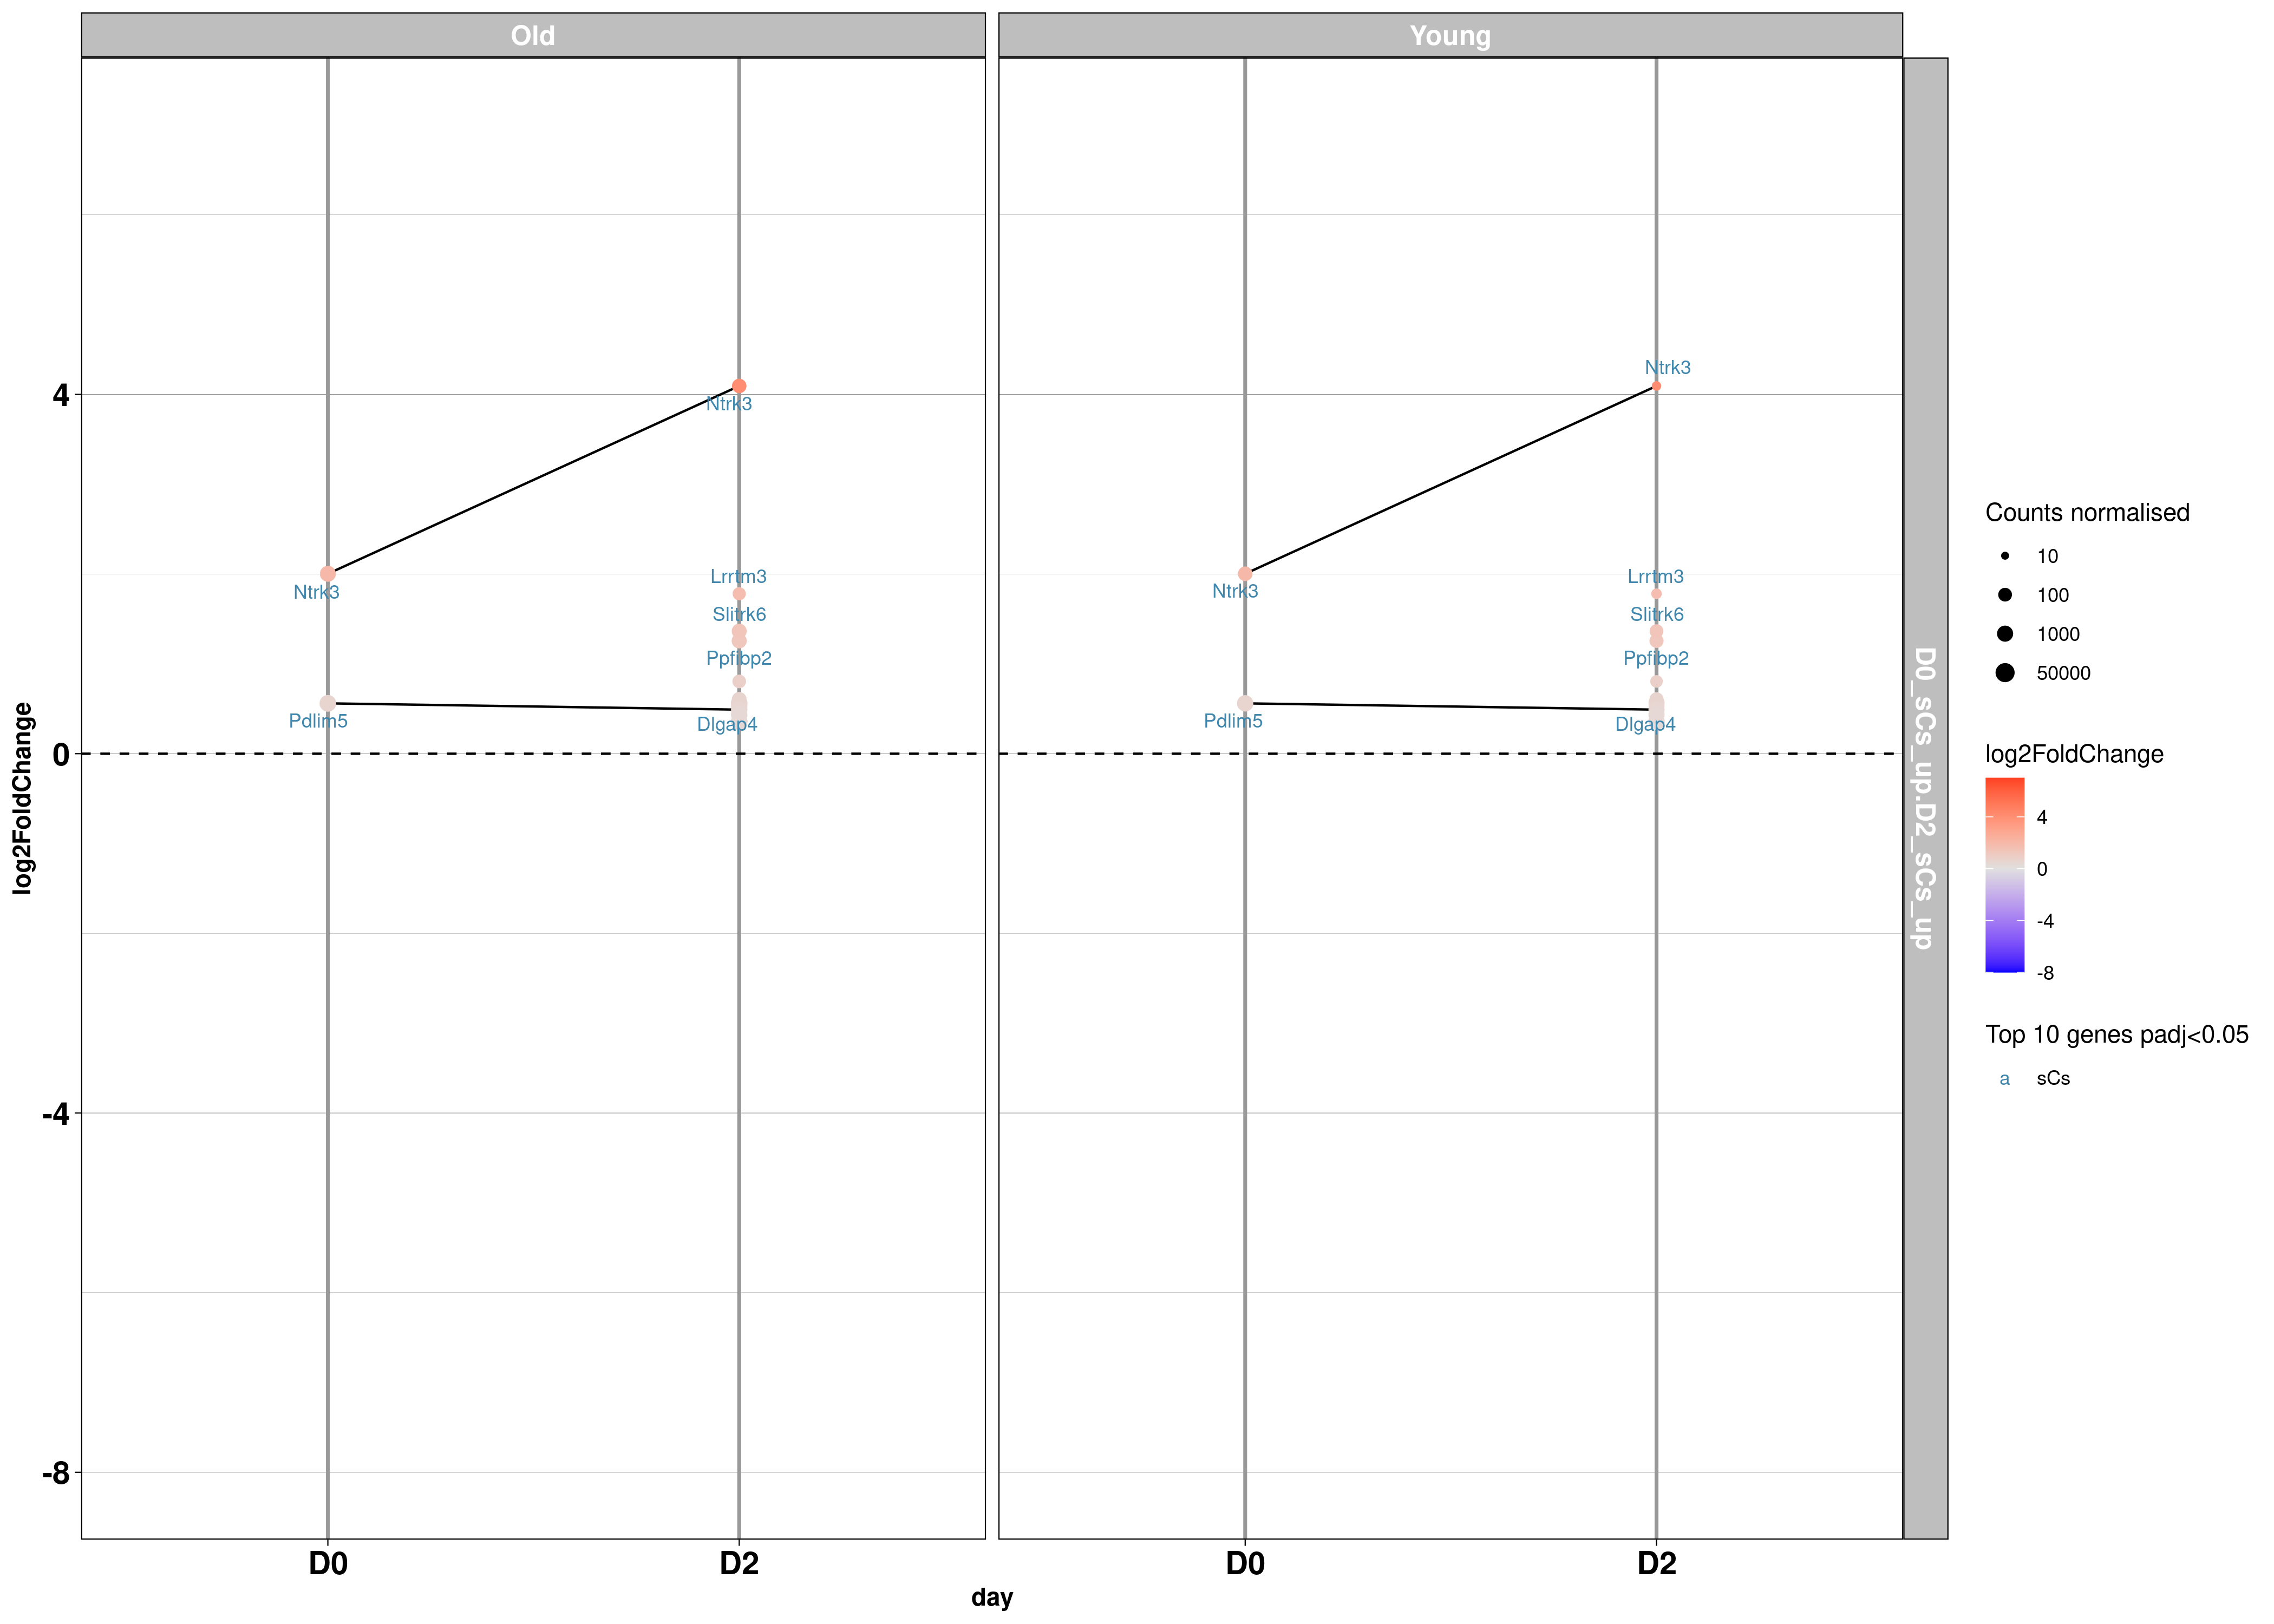 Old
Young
log2FoldChange
4
0
-4
-8
Ntrk3
Ntrk3
Lrrtm3
Slitrk6
Ppfibp2
Pdlim5
Dlgap4
Ntrk3
Ntrk3
Lrrtm3
Slitrk6
Ppfibp2
Pdlim5
Dlgap4
D0
D2
D0
D2
day
D0_sCs_up.D2_sCs_up
Counts normalised
10
100
1000
50000
log2FoldChange
4
0
-4
-8
Top 10 genes padj<0.05
a sCs